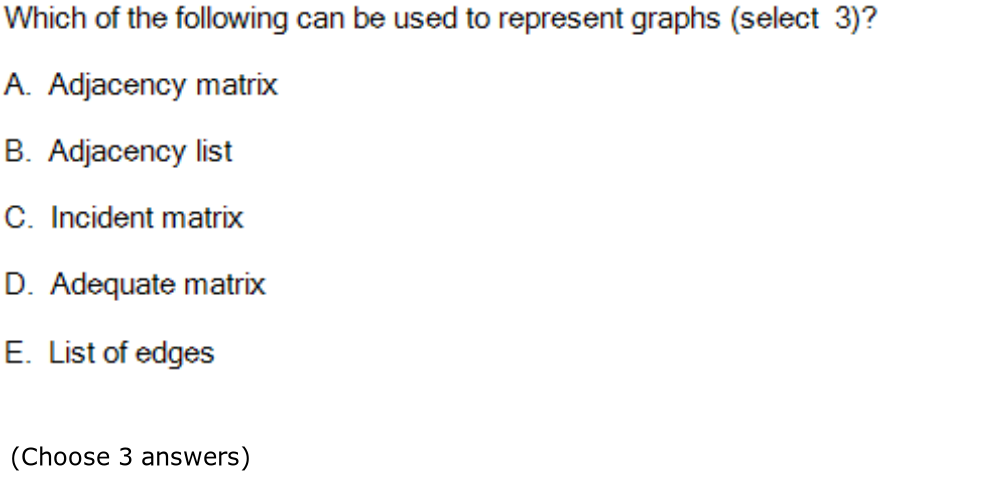 Which of the following can be used to represent graphs (select  3)?
A.  Adjacency matrix
B.  Adjacency list
C.  Incident matrix
D.  Adequate matrix
E.  List of edges
(Choose 3 answers)